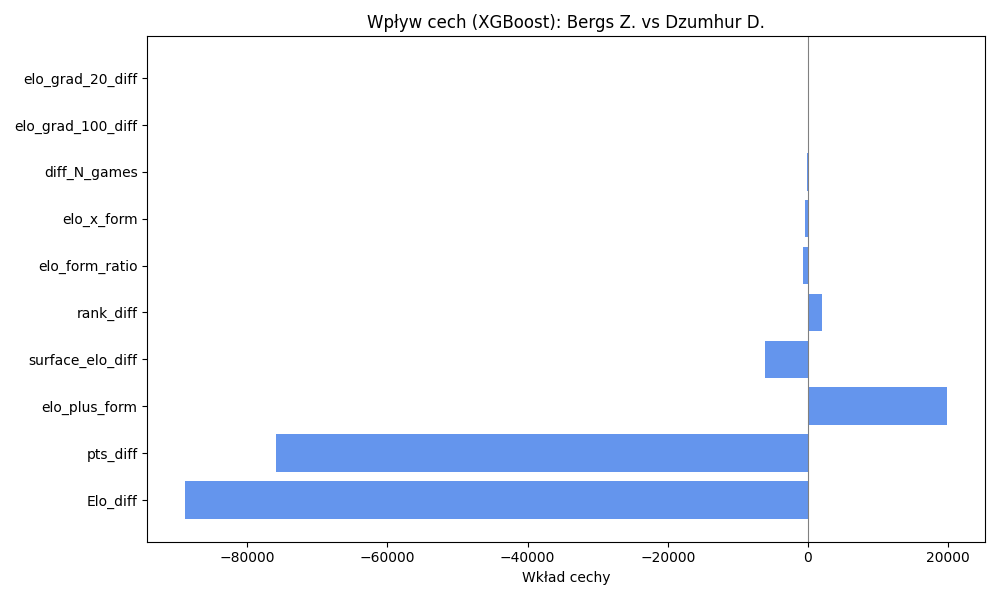 Wpływ cech (XGBoost): Bergs Z. vs Dzumhur D.
elo_grad_20_diff
elo_grad_100_diff
diff_N_games
elo_x_form
elo_form_ratio
rank_diff
surface_elo_diff
elo_plus_form
pts_diff
Elo_diff
−80000 −60000 −40000 −20000 0 20000
Wkład cechy